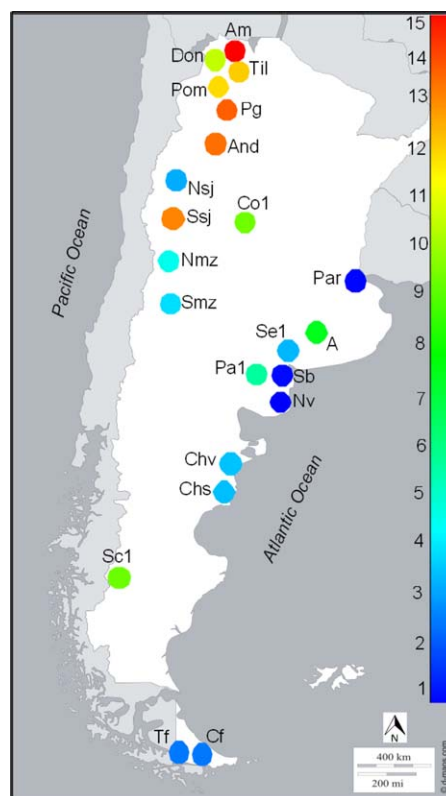 Am
Don
Til
Pom
Pg
And
Nsj
Co1
Ssj
Nmz
Par
Smz
Se1
A
Pa1
Sb
Nv
Chv
Chs
Sc1
Tf
Cf
Pacific Ocean
Atlantic Ocean
N
400 km
200 mi
© d-maps.com
15
14
13
12
11
10
9
8
7
6
5
4
3
2
1